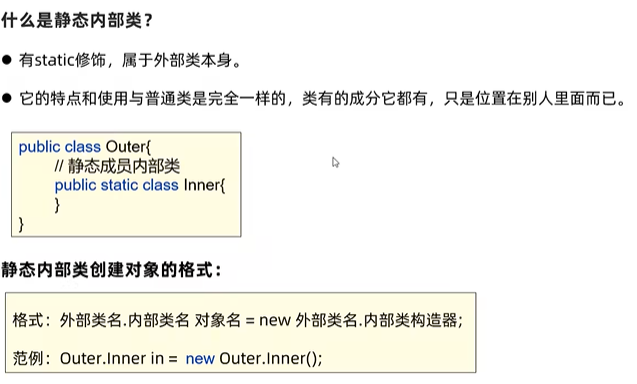 什么是静态内部类？
● 有static修饰，属于外部类本身。
● 它的特点和使用与普通类是完全一样的，类有的成分它都有，只是位置在别人里面而已。
public class Outer{
// 静态成员内部类
public static class Inner{
}
}
静态内部类创建对象的格式：
格式：外部类名.内部类名 对象名 = new 外部类名.内部类构造器;
范例：Outer.Inner in = new Outer.Inner();